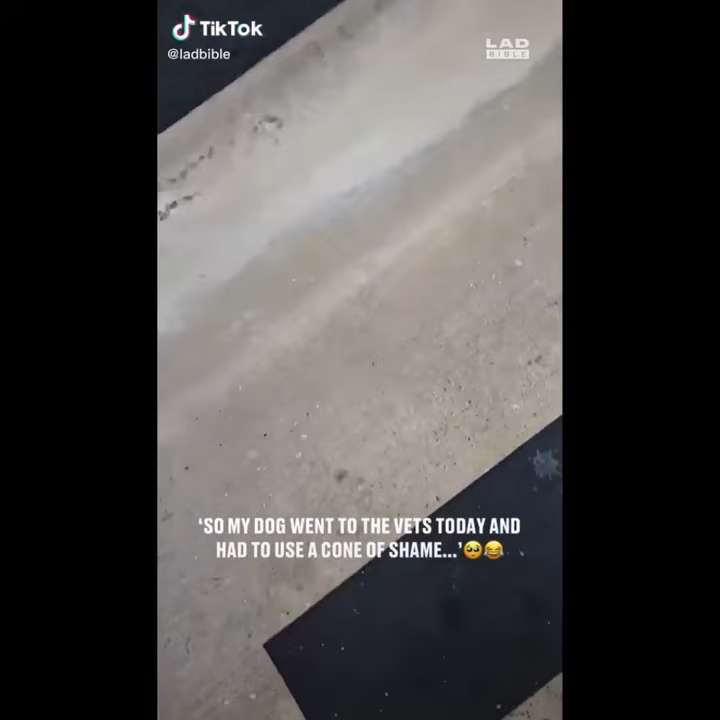 TikTok
@ladbible
LAD
BIBLE
‘SO MY DOG WENT TO THE VETS TODAY AND
HAD TO USE A CONE OF SHAME...’🥺😂